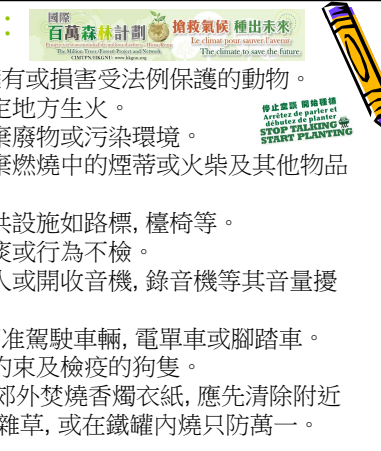 ：
國際
百萬森林計劃
搶救氣候 種出未來
Le climat pour sauver l'avenir
The Million Trees (Forest) Project and Network
The climate to save the future.
有或損害受法例保護的動物。
定地方生火。
棄廢物或污染環境。
停止空談 開始種植
Arrêtez de parler et
débutez de planter
STOP TALKING
START PLANTING
棄燃燒中的煙蒂或火柴及其他物品
共設施如路標, 檯椅等。
痰或行為不檢。
人或開收音機, 錄音機等其音量擾
准駕駛車輛, 電單車或腳踏車。
約束及檢疫的狗隻。
郊外焚燒香燭衣紙, 應先清除附近
雜草, 或在鐵罐內燒只防萬一。